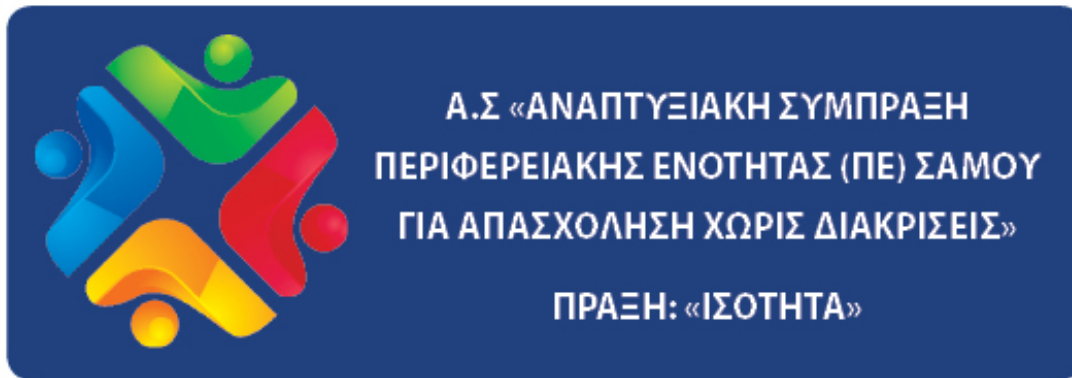 Α.Σ «ΑΝΑΠΤΥΞΙΑΚΗ ΣΥΜΠΡΑΞΗ
ΠΕΡΙΦΕΡΕΙΑΚΗΣ ΕΝΟΤΗΤΑΣ (ΠΕ) ΣΑΜΟΥ
ΓΙΑ ΑΠΑΣΧΟΛΗΣΗ ΧΩΡΙΣ ΔΙΑΚΡΙΣΕΙΣ»
ΠΡΑΞΗ: «ΙΣΟΤΗΤΑ»